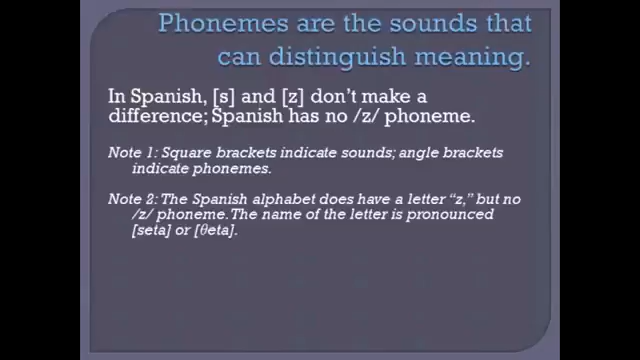 Phonemes are the sounds that
can distinguish meaning.
In Spanish, [s] and [z] don't make a
difference; Spanish has no /z/ phoneme.
Note 1: Square brackets indicate sounds; angle brackets
indicate phonemes.
Note 2: The Spanish alphabet does have a letter "z," but no
/z/ phoneme. The name of the letter is pronounced
[seta] or [θeta].